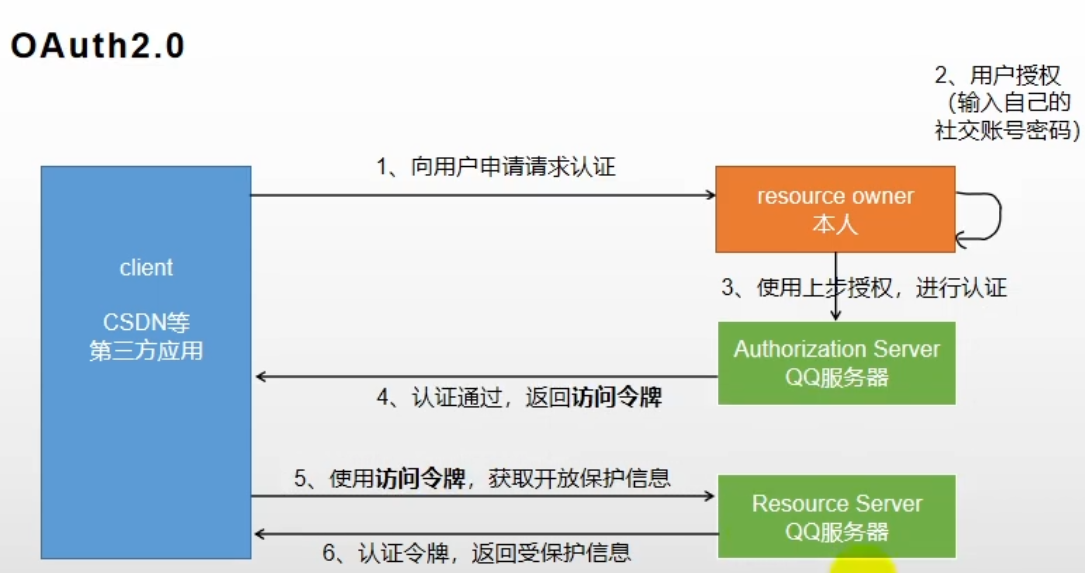 OAuth2.0
2、用户授权
（输入自己的
社交账号密码）
1、向用户申请请求认证
resource owner
本人
client
CSDN等
第三方应用
3、使用上步授权，进行认证
Authorization Server
QQ服务器
4、认证通过，返回访问令牌
5、使用访问令牌，获取开放保护信息
Resource Server
QQ服务器
6、认证令牌，返回受保护信息